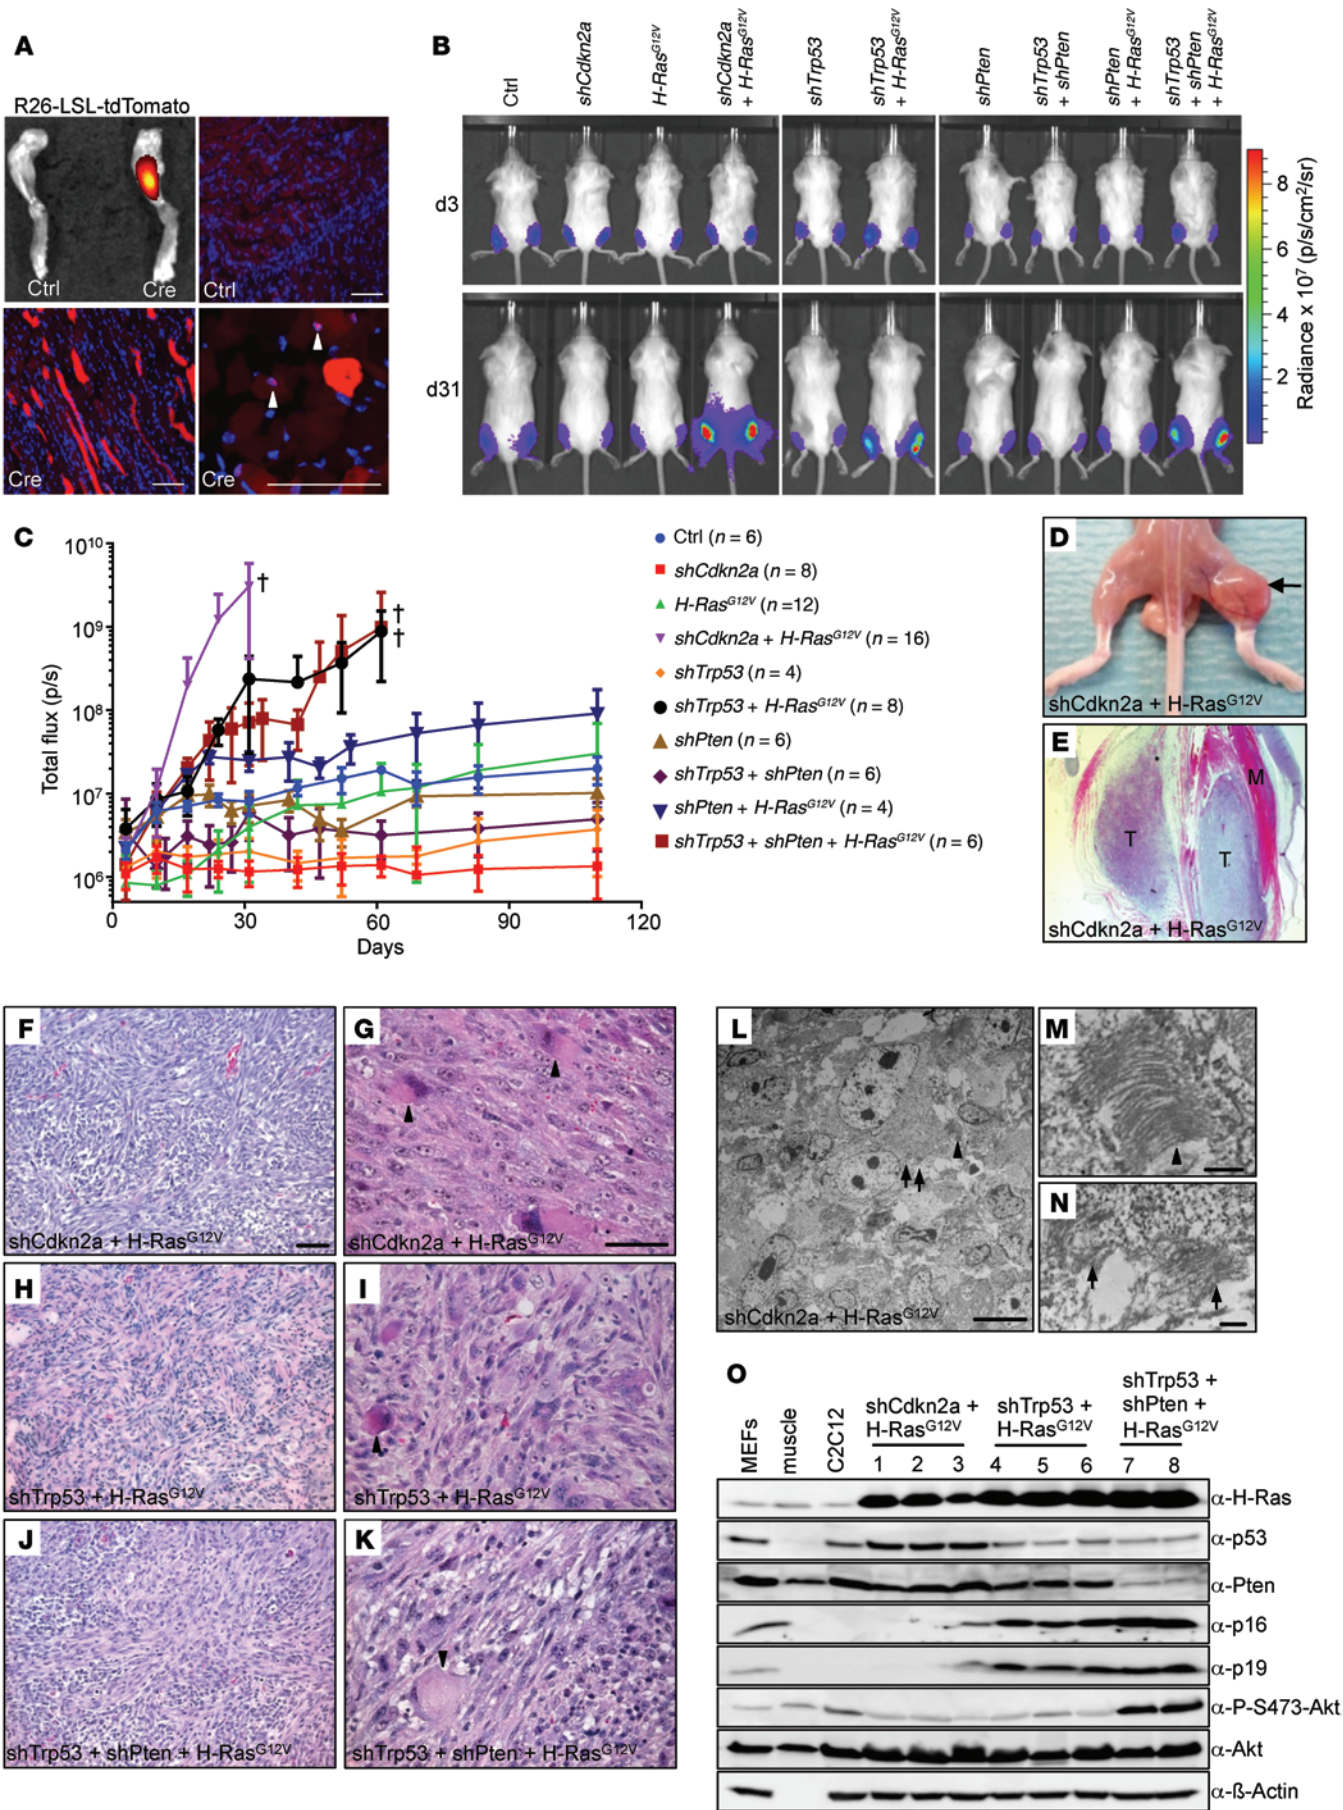 A
R26-LSL-tdTomato
Ctrl
Cre
Ctrl
Cre
Cre
B
Ctrl
shCdkn2a
H-Ras^G12V
shCdkn2a
+ H-Ras^G12V
shTrp53
shTrp53
+ H-Ras^G12V
shPten
shTrp53
+ shPten
shPten
+ H-Ras^G12V
shTrp53
+ shPten
+ H-Ras^G12V
d3
d31
8
6
4
2
Radiance x 10^7 (p/s/cm^2/sr)
C
10^10
10^9
10^8
10^7
10^6
Total flux (p/s)
0 30 60 90 120
Days
†
†
†
Ctrl (n = 6)
shCdkn2a (n = 8)
H-Ras^G12V (n =12)
shCdkn2a + H-Ras^G12V (n = 16)
shTrp53 (n = 4)
shTrp53 + H-Ras^G12V (n = 8)
shPten (n = 6)
shTrp53 + shPten (n = 6)
shPten + H-Ras^G12V (n = 4)
shTrp53 + shPten + H-Ras^G12V (n = 6)
D
shCdkn2a + H-Ras^G12V
E
M
T
T
shCdkn2a + H-Ras^G12V
F
shCdkn2a + H-Ras^G12V
G
shCdkn2a + H-Ras^G12V
H
shTrp53 + H-Ras^G12V
I
shTrp53 + H-Ras^G12V
J
shTrp53 + shPten + H-Ras^G12V
K
shTrp53 + shPten + H-Ras^G12V
L
shCdkn2a + H-Ras^G12V
M
N
O
MEFs
muscle
C2C12
shCdkn2a +
H-Ras^G12V
shTrp53 +
H-Ras^G12V
shTrp53 +
shPten +
H-Ras^G12V
1 2 3 4 5 6 7 8
α-H-Ras
α-p53
α-Pten
α-p16
α-p19
α-P-S473-Akt
α-Akt
α-ß-Actin